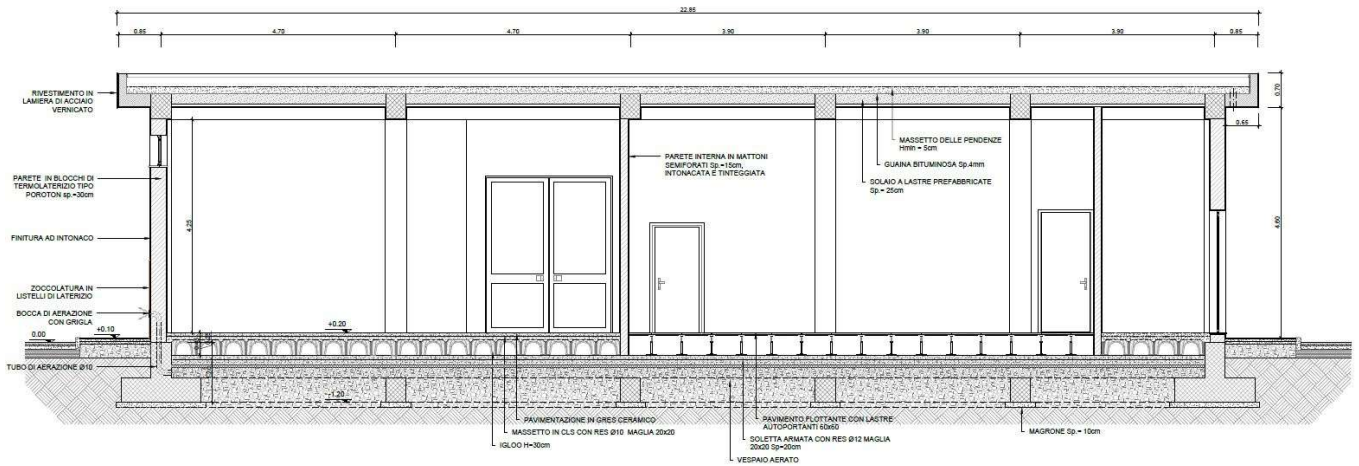 22.85
0.85 4.70 4.70 3.90 3.90 3.90 0.85
RIVESTIMENTO IN
LAMIERA DI ACCIAIO
VERNICATO
0.70
0.65
MASSETTO DELLE PENDENZE
Hmin = 5cm
GUAINA BITUMINOSA Sp.4mm
SOLAIO A LASTRE PREFABBRICATE
Sp.= 25cm
PARETE INTERNA IN MATTONI
SEMIFORATI Sp.=15cm,
INTONACATA E TINTEGGIATA
PARETE IN BLOCCHI DI
TERMOLATERIZIO TIPO
POROTON sp.=30cm
4.25
4.60
FINITURA AD INTONACO
ZOCCOLATURA IN
LISTELLI DI LATERIZIO
BOCCA DI AERAZIONE
CON GRIGLIA
0.00
+0.10
+0.20
TUBO DI AERAZIONE Ø10
-1.20
PAVIMENTAZIONE IN GRES CERAMICO
MASSETTO IN CLS CON RES Ø10 MAGLIA 20x20
IGLOO H=30cm
PAVIMENTO FLOTTANTE CON LASTRE
AUTOPORTANTI 60x60
SOLETTA ARMATA CON RES Ø12 MAGLIA
20x20 Sp=20cm
VESPAIO AERATO
MAGRONE Sp.= 10cm